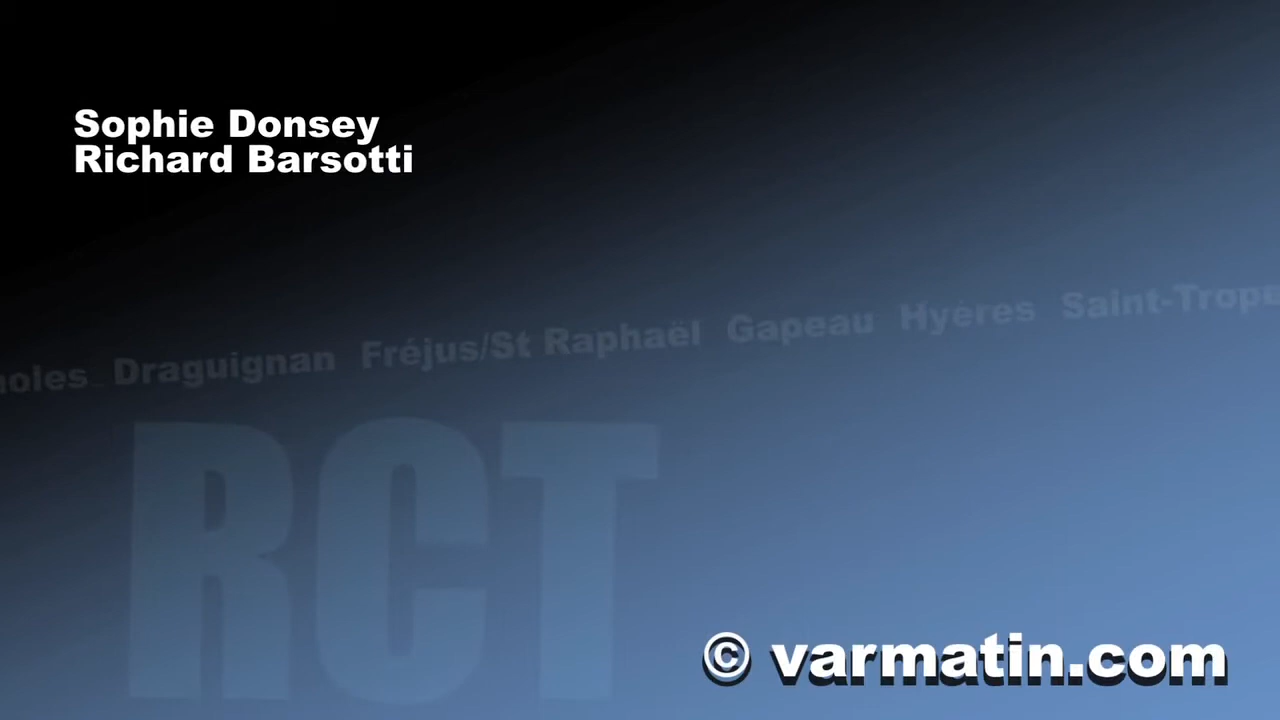 Sophie Donsey
Richard Barsotti
Draguignan Fréjus/St Raphaël Gapeau Hyères
RCT
© varmatin.com